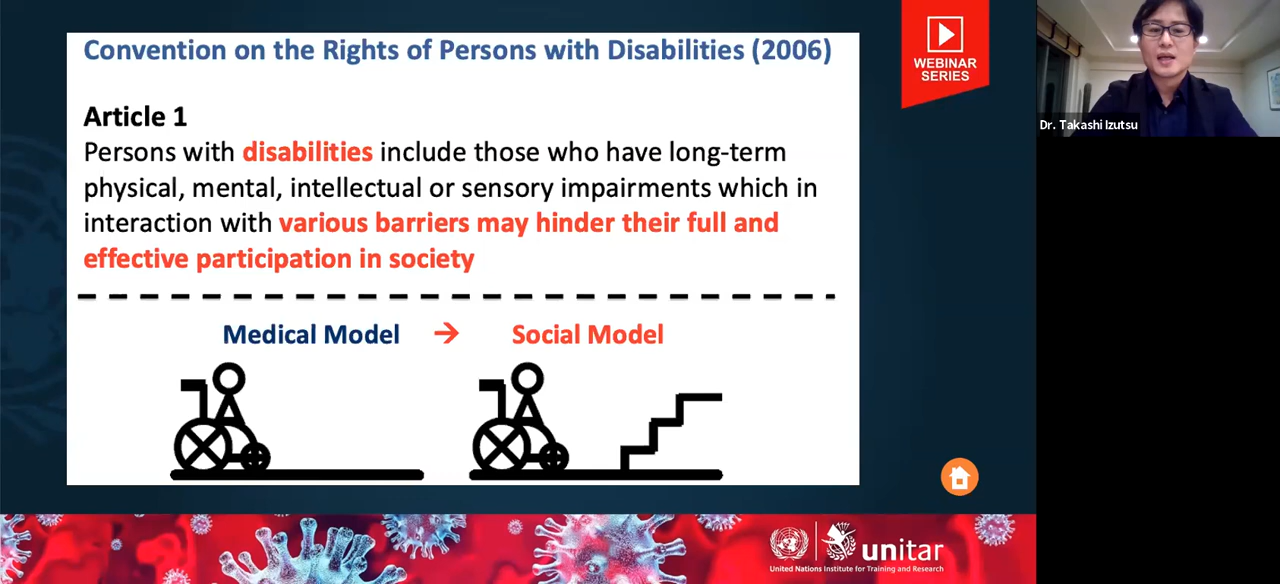 Convention on the Rights of Persons with Disabilities (2006)
Article 1
Persons with disabilities include those who have long-term
physical, mental, intellectual or sensory impairments which in
interaction with various barriers may hinder their full and
effective participation in society
Medical Model → Social Model
WEBINAR
SERIES
Dr. Takashi Izutsu
unitar
United Nations Institute for Training and Research